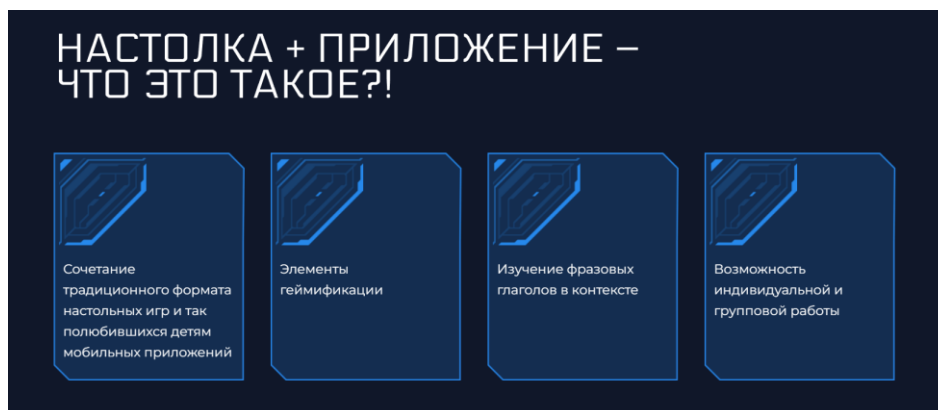 НАСТОЛКА + ПРИЛОЖЕНИЕ –
ЧТО ЭТО ТАКОЕ?!
Сочетание
традиционного формата
настольных игр и так
полюбившихся детям
мобильных приложений
Элементы
геймификации
Изучение фразовых
глаголов в контексте
Возможность
индивидуальной и
групповой работы